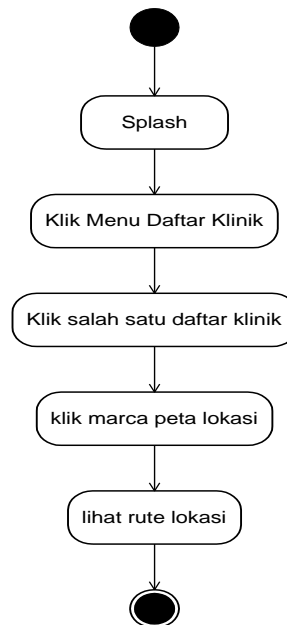 Splash
Klik Menu Daftar Klinik
Klik salah satu daftar klinik
klik marca peta lokasi
lihat rute lokasi